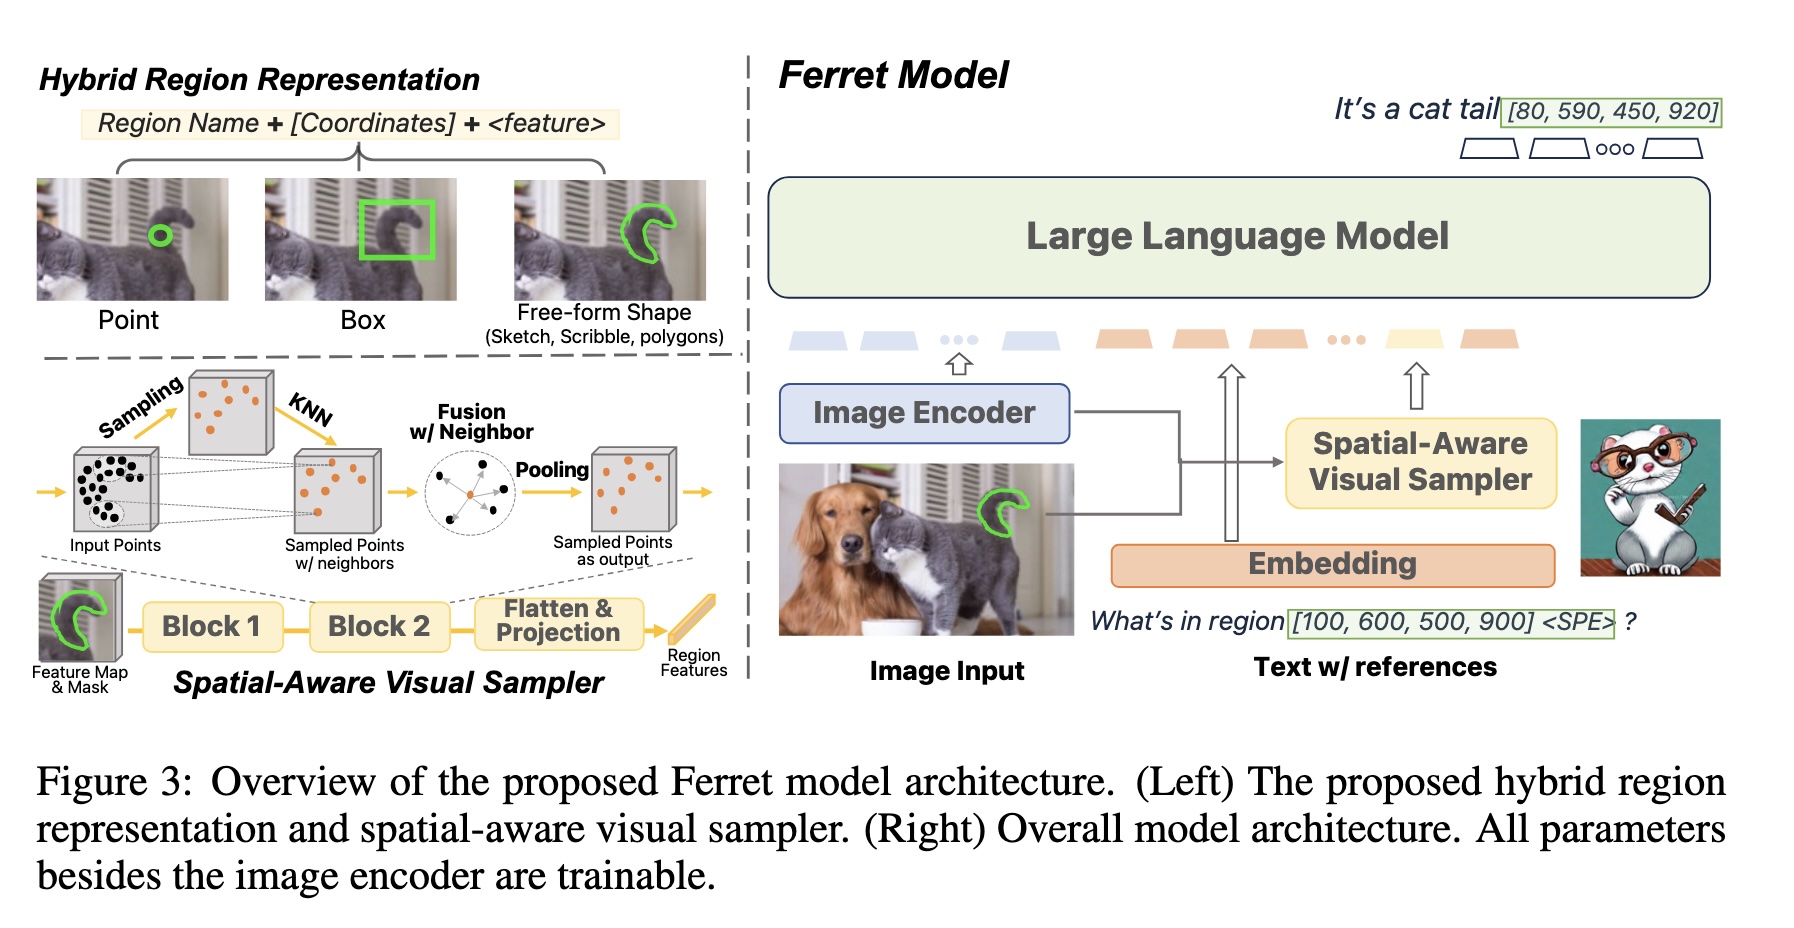 Hybrid Region Representation
Region Name + [Coordinates] + <feature>
Point
Box
Free-form Shape
(Sketch, Scribble, polygons)
Sampling
KNN
Fusion
w/ Neighbor
Pooling
Input Points
Sampled Points
w/ neighbors
Sampled Points
as output
Feature Map
& Mask
Block 1
Block 2
Flatten &
Projection
Region
Features
Spatial-Aware Visual Sampler
Ferret Model
It's a cat tail [80, 590, 450, 920]
Large Language Model
Image Encoder
Spatial-Aware
Visual Sampler
Embedding
What's in region [100, 600, 500, 900] <SPE> ?
Image Input
Text w/ references
Figure 3: Overview of the proposed Ferret model architecture. (Left) The proposed hybrid region
representation and spatial-aware visual sampler. (Right) Overall model architecture. All parameters
besides the image encoder are trainable.